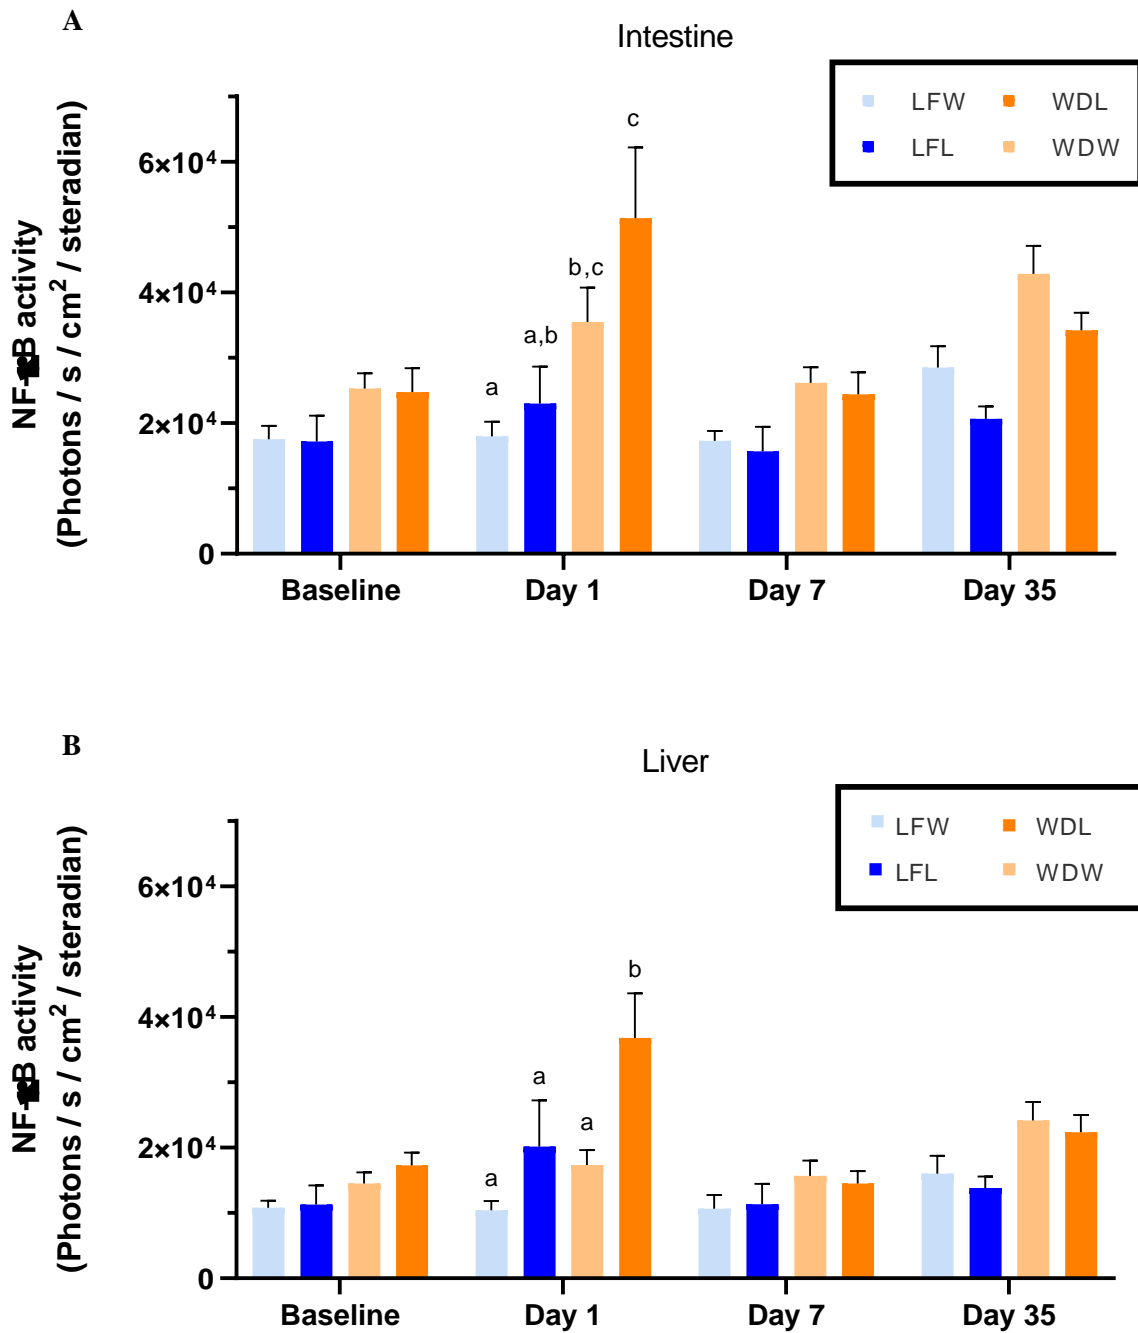 A
Intestine
LFW WDL
LFL WDW
NF-κB activity
(Photons / s / cm² / steradian)
6×10⁴
4×10⁴
2×10⁴
0
a
a,b
b,c
c
Baseline Day 1 Day 7 Day 35
B
Liver
LFW WDL
LFL WDW
NF-κB activity
(Photons / s / cm² / steradian)
6×10⁴
4×10⁴
2×10⁴
0
a
a
a
b
Baseline Day 1 Day 7 Day 35